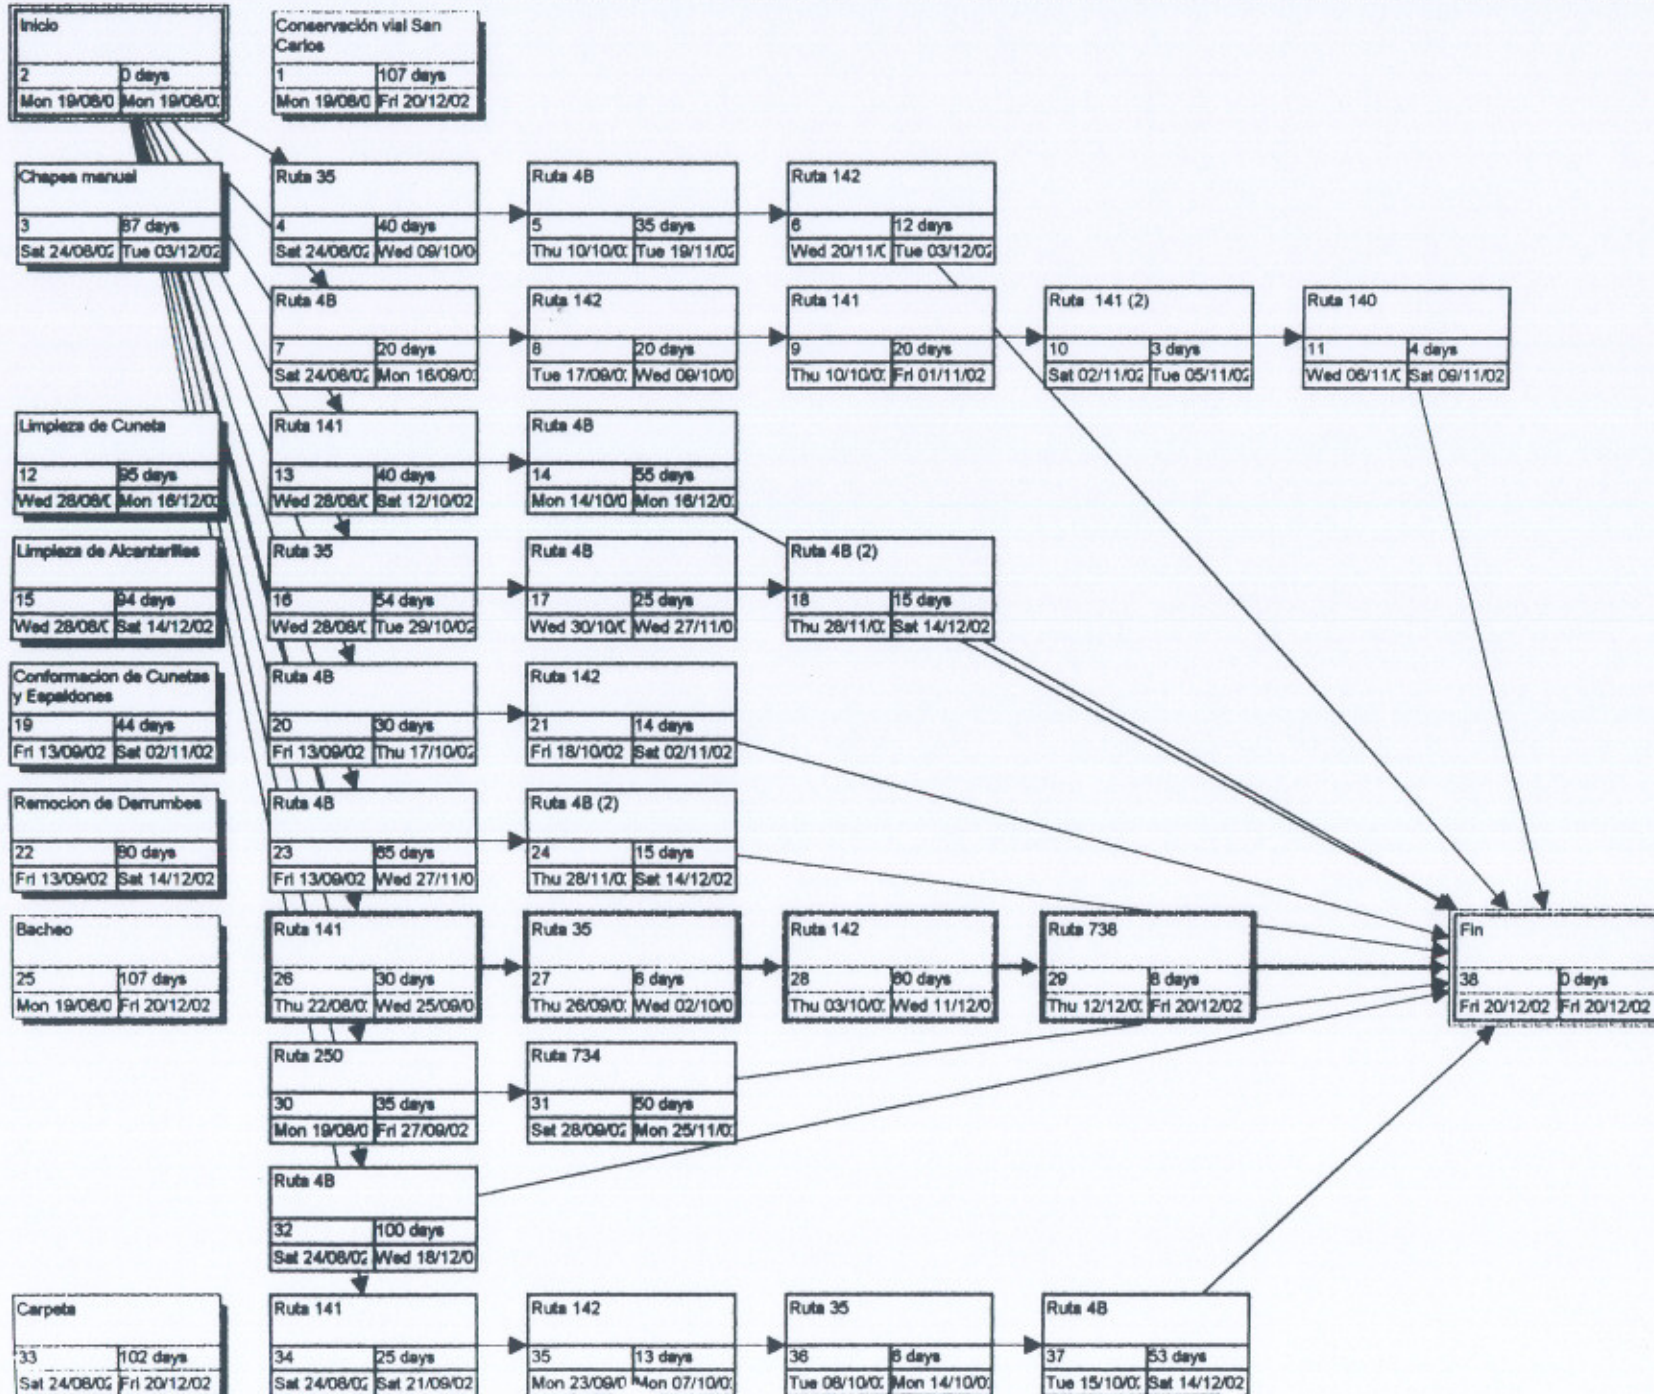 Inicio
2 0 days
Mon 19/08/0 Mon 19/08/0
Conservación vial San
Carlos
1 107 days
Mon 19/08/0 Fri 20/12/02
Chapea manual
3 87 days
Sat 24/08/02 Tue 03/12/02
Ruta 35
4 40 days
Sat 24/08/02 Wed 09/10/0
Ruta 4B
5 35 days
Thu 10/10/0 Tue 19/11/02
Ruta 142
6 12 days
Wed 20/11/0 Tue 03/12/02
Ruta 4B
7 20 days
Sat 24/08/02 Mon 16/09/0
Ruta 142
8 20 days
Tue 17/09/0 Wed 09/10/0
Ruta 141
9 20 days
Thu 10/10/0 Fri 01/11/02
Ruta 141 (2)
10 3 days
Sat 02/11/02 Tue 05/11/02
Ruta 140
11 4 days
Wed 06/11/0 Sat 09/11/02
Limpieza de Cuneta
12 95 days
Wed 28/08/0 Mon 16/12/0
Ruta 141
13 40 days
Wed 28/08/0 Sat 12/10/02
Ruta 4B
14 55 days
Mon 14/10/0 Mon 16/12/0
Limpieza de Alcantarillas
15 94 days
Wed 28/08/0 Sat 14/12/02
Ruta 35
16 54 days
Wed 28/08/0 Tue 29/10/02
Ruta 4B
17 25 days
Wed 30/10/0 Wed 27/11/0
Ruta 4B (2)
18 15 days
Thu 28/11/0 Sat 14/12/02
Conformacion de Cunetas
y Espaldones
19 44 days
Fri 13/09/02 Sat 02/11/02
Ruta 4B
20 30 days
Fri 13/09/02 Thu 17/10/02
Ruta 142
21 14 days
Fri 18/10/02 Sat 02/11/02
Remocion de Derrumbes
22 80 days
Fri 13/09/02 Sat 14/12/02
Ruta 4B
23 65 days
Fri 13/09/02 Wed 27/11/0
Ruta 4B (2)
24 15 days
Thu 28/11/0 Sat 14/12/02
Bacheo
25 107 days
Mon 19/08/0 Fri 20/12/02
Ruta 141
26 30 days
Thu 22/08/0 Wed 25/09/0
Ruta 35
27 6 days
Thu 26/09/0 Wed 02/10/0
Ruta 142
28 60 days
Thu 03/10/0 Wed 11/12/0
Ruta 738
29 8 days
Thu 12/12/0 Fri 20/12/02
Fin
38 0 days
Fri 20/12/02 Fri 20/12/02
Ruta 250
30 35 days
Mon 19/08/0 Fri 27/09/02
Ruta 734
31 50 days
Sat 28/09/02 Mon 25/11/0
Ruta 4B
32 100 days
Sat 24/08/02 Wed 18/12/0
Carpeta
33 102 days
Sat 24/08/02 Fri 20/12/02
Ruta 141
34 25 days
Sat 24/08/02 Sat 21/09/02
Ruta 142
35 13 days
Mon 23/09/0 Mon 07/10/0
Ruta 35
36 6 days
Tue 08/10/0 Mon 14/10/0
Ruta 4B
37 53 days
Tue 15/10/0 Sat 14/12/02